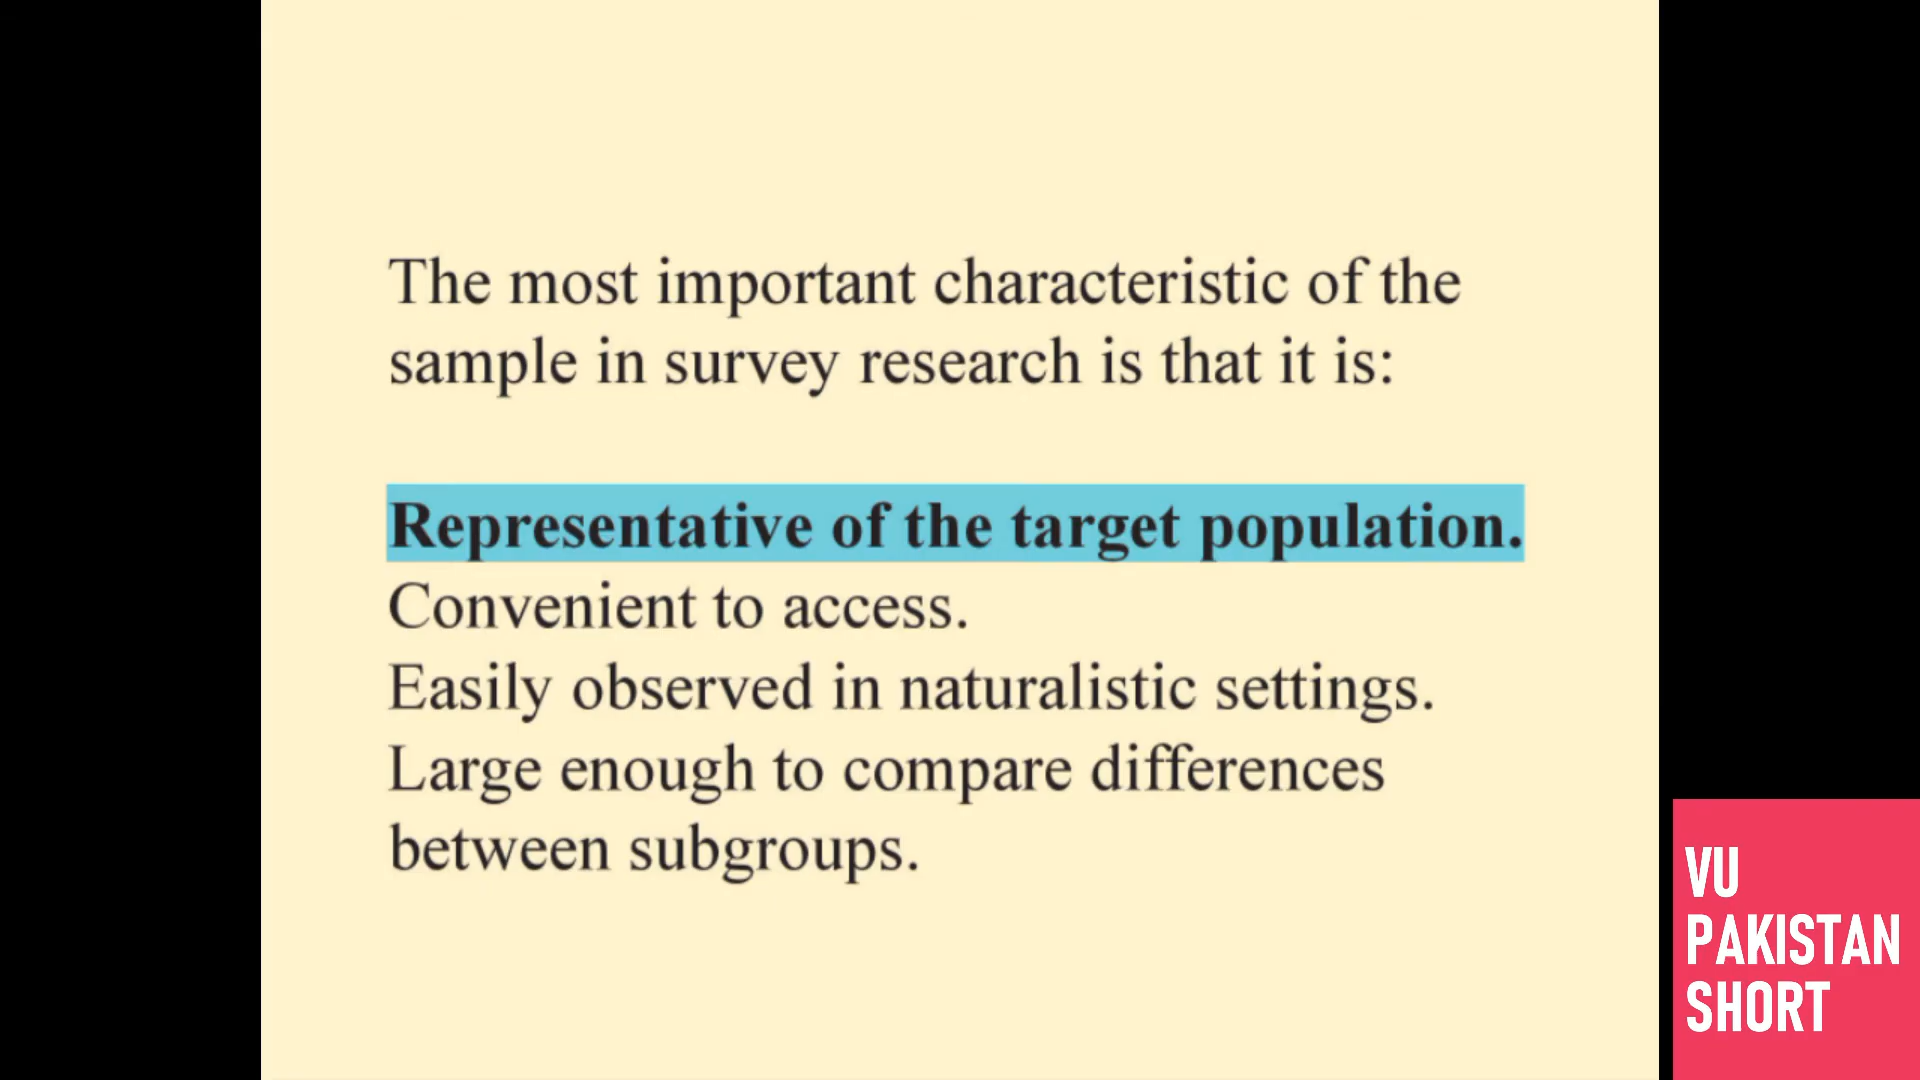 The most important characteristic of the
sample in survey research is that it is:
Representative of the target population.
Convenient to access.
Easily observed in naturalistic settings.
Large enough to compare differences
between subgroups.
VU
PAKISTAN
SHORT